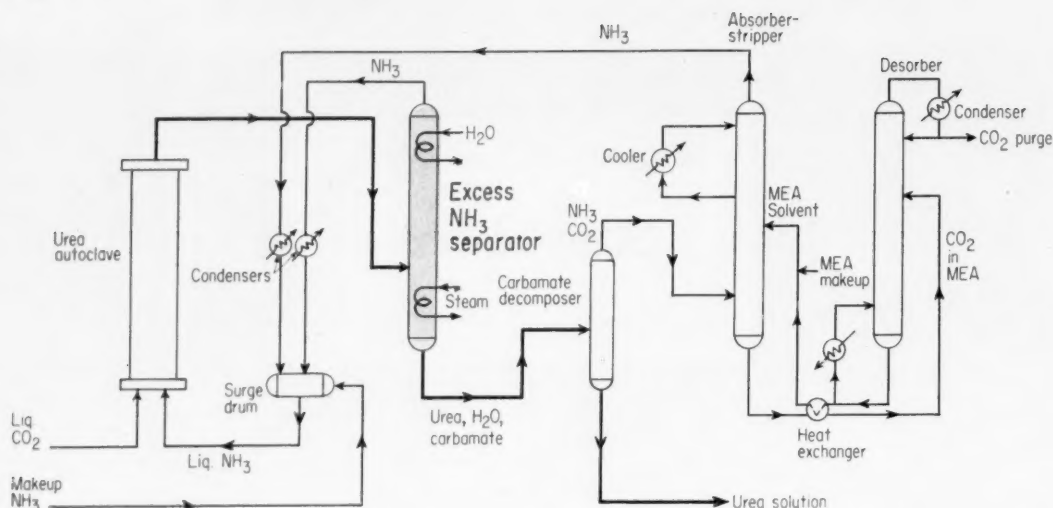 Absorber-
stripper
NH3
NH3
Desorber
Condenser
CO2 purge
H2O
Cooler
Excess
NH3
separator
MEA
Solvent
NH3
CO2
Urea
autoclave
Condensers
CO2
in
MEA
MEA
makeup
Carbamate
decomposer
Steam
Surge
drum
Urea, H2O,
carbamate
Heat
exchanger
Liq.
CO2
Liq. NH3
Makeup
NH3
Urea solution